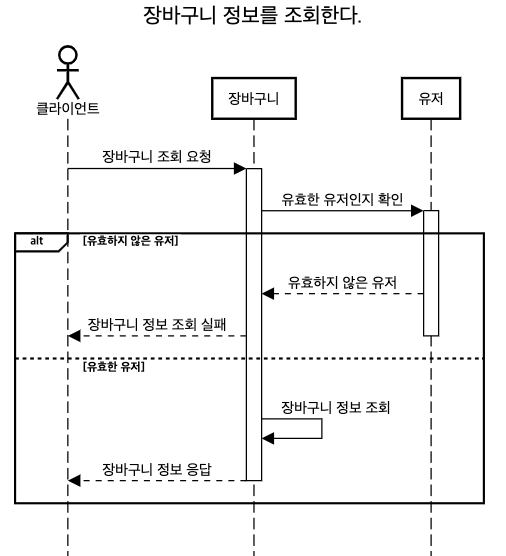 장바구니 정보를 조회한다.
클라이언트
장바구니
유저
장바구니 조회 요청
유효한 유저인지 확인
alt
[유효하지 않은 유저]
유효하지 않은 유저
장바구니 정보 조회 실패
[유효한 유저]
장바구니 정보 조회
장바구니 정보 응답